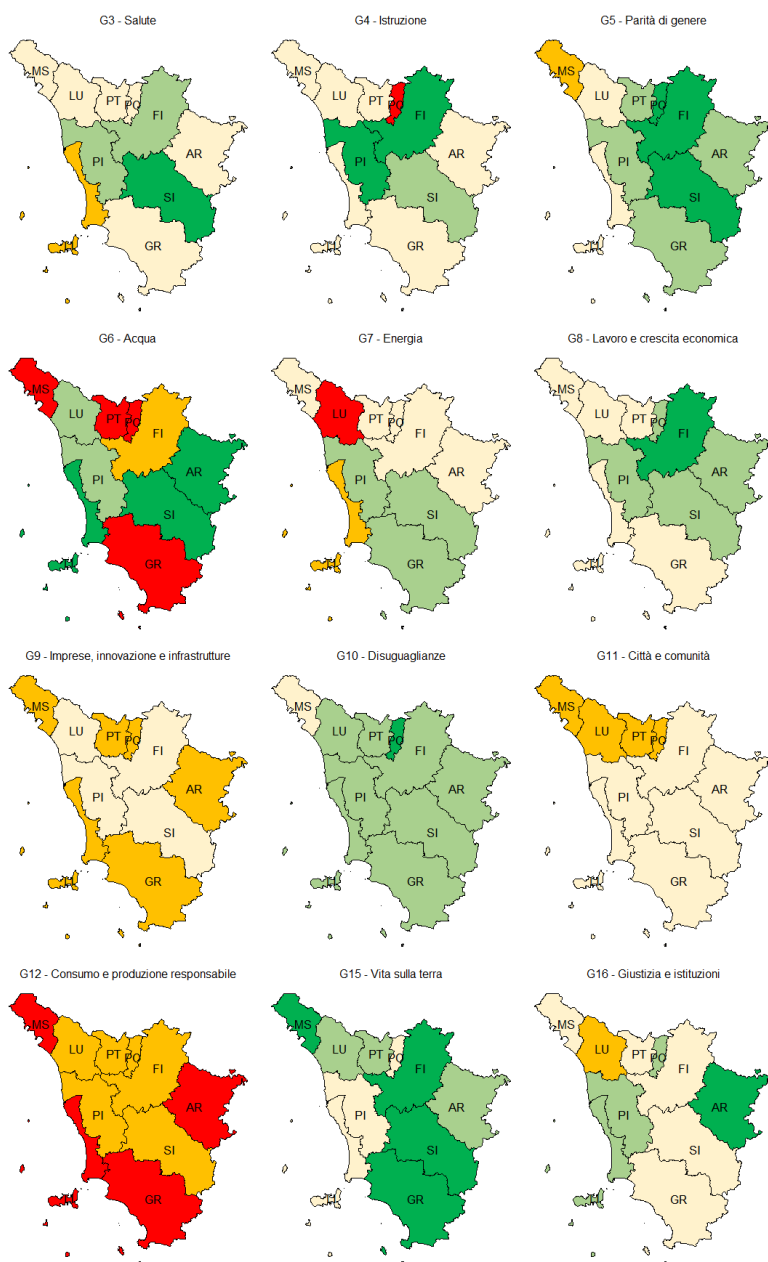 G3 - Salute
G4 - Istruzione
G5 - Parità di genere
MS
LU
PT
PO
FI
PI
AR
SI
GR
LI
MS
LU
PT
PO
FI
PI
AR
SI
GR
LI
MS
LU
PT
PO
FI
PI
AR
SI
GR
LI
G6 - Acqua
G7 - Energia
G8 - Lavoro e crescita economica
MS
LU
PT
PO
FI
PI
AR
SI
GR
LI
MS
LU
PT
PO
FI
PI
AR
SI
GR
LI
MS
LU
PT
PO
FI
PI
AR
SI
GR
LI
G9 - Imprese, innovazione e infrastrutture
G10 - Disuguaglianze
G11 - Città e comunità
MS
LU
PT
PO
FI
PI
AR
SI
GR
LI
MS
LU
PT
PO
FI
PI
AR
SI
GR
LI
MS
LU
PT
PO
FI
PI
AR
SI
GR
LI
G12 - Consumo e produzione responsabile
G15 - Vita sulla terra
G16 - Giustizia e istituzioni
MS
LU
PT
PO
FI
PI
AR
SI
GR
LI
MS
LU
PT
PO
FI
PI
AR
SI
GR
LI
MS
LU
PT
PO
FI
PI
AR
SI
GR
LI